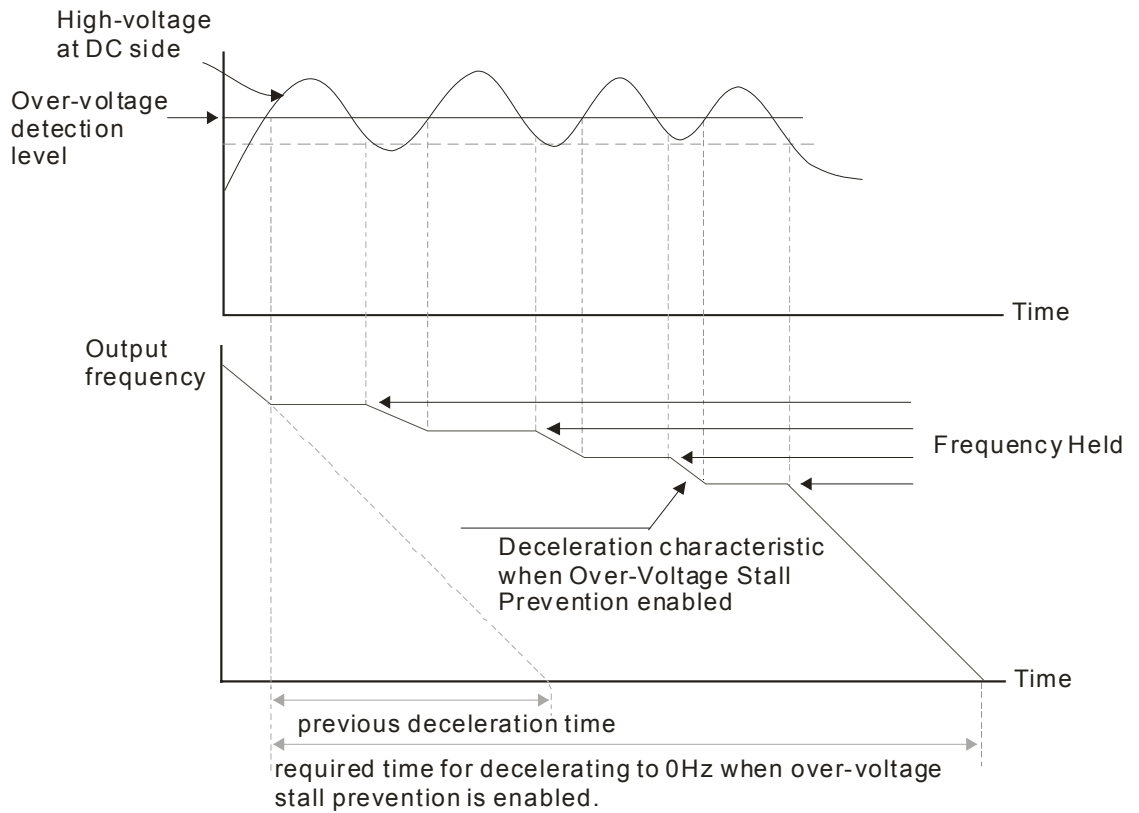 High-voltage
at DC side
Over-voltage
detection
level
Time
Output
frequency
Frequency Held
Deceleration characteristic
when Over-Voltage Stall
Prevention enabled
Time
previous deceleration time
required time for decelerating to 0Hz when over-voltage
stall prevention is enabled.